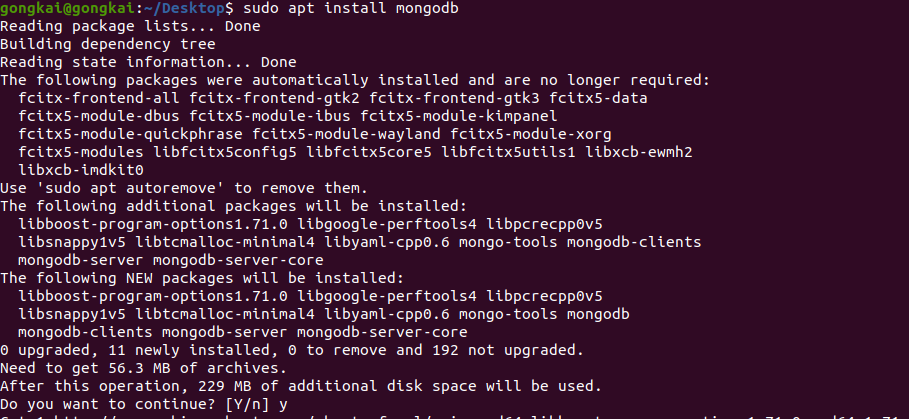 gongkai@gongkai:~/Desktop$ sudo apt install mongodb
Reading package lists... Done
Building dependency tree
Reading state information... Done
The following packages were automatically installed and are no longer required:
  fcitx-frontend-all fcitx-frontend-gtk2 fcitx-frontend-gtk3 fcitx5-data
  fcitx5-module-dbus fcitx5-module-ibus fcitx5-module-kimpanel
  fcitx5-module-quickphrase fcitx5-module-wayland fcitx5-module-xorg
  fcitx5-modules libfcitx5config5 libfcitx5core5 libfcitx5utils1 libxcb-ewmh2
  libxcb-imdkit0
Use 'sudo apt autoremove' to remove them.
The following additional packages will be installed:
  libboost-program-options1.71.0 libgoogle-perftools4 libpcrecpp0v5
  libsnappy1v5 libtcmalloc-minimal4 libyaml-cpp0.6 mongo-tools mongodb-clients
  mongodb-server mongodb-server-core
The following NEW packages will be installed:
  libboost-program-options1.71.0 libgoogle-perftools4 libpcrecpp0v5
  libsnappy1v5 libtcmalloc-minimal4 libyaml-cpp0.6 mongo-tools mongodb
  mongodb-clients mongodb-server mongodb-server-core
0 upgraded, 11 newly installed, 0 to remove and 192 not upgraded.
Need to get 56.3 MB of archives.
After this operation, 229 MB of additional disk space will be used.
Do you want to continue? [Y/n] y